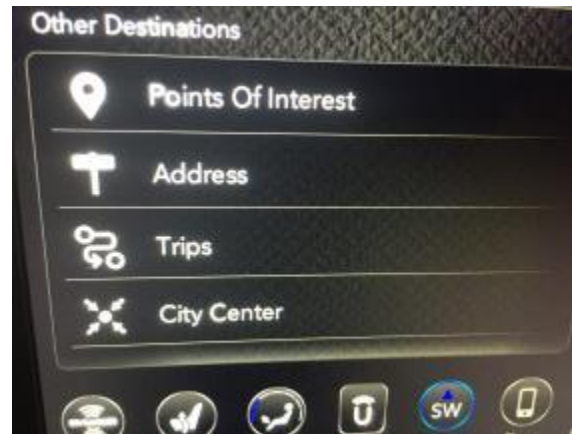 Other Destinations
Points Of Interest
Address
Trips
City Center
SW